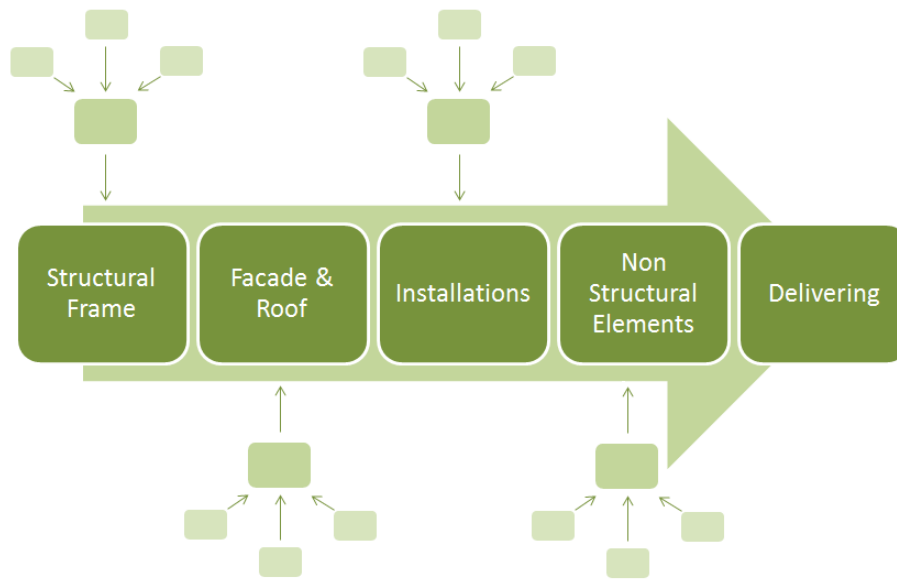 Structural
Frame
Facade &
Roof
Installations
Non
Structural
Elements
Delivering